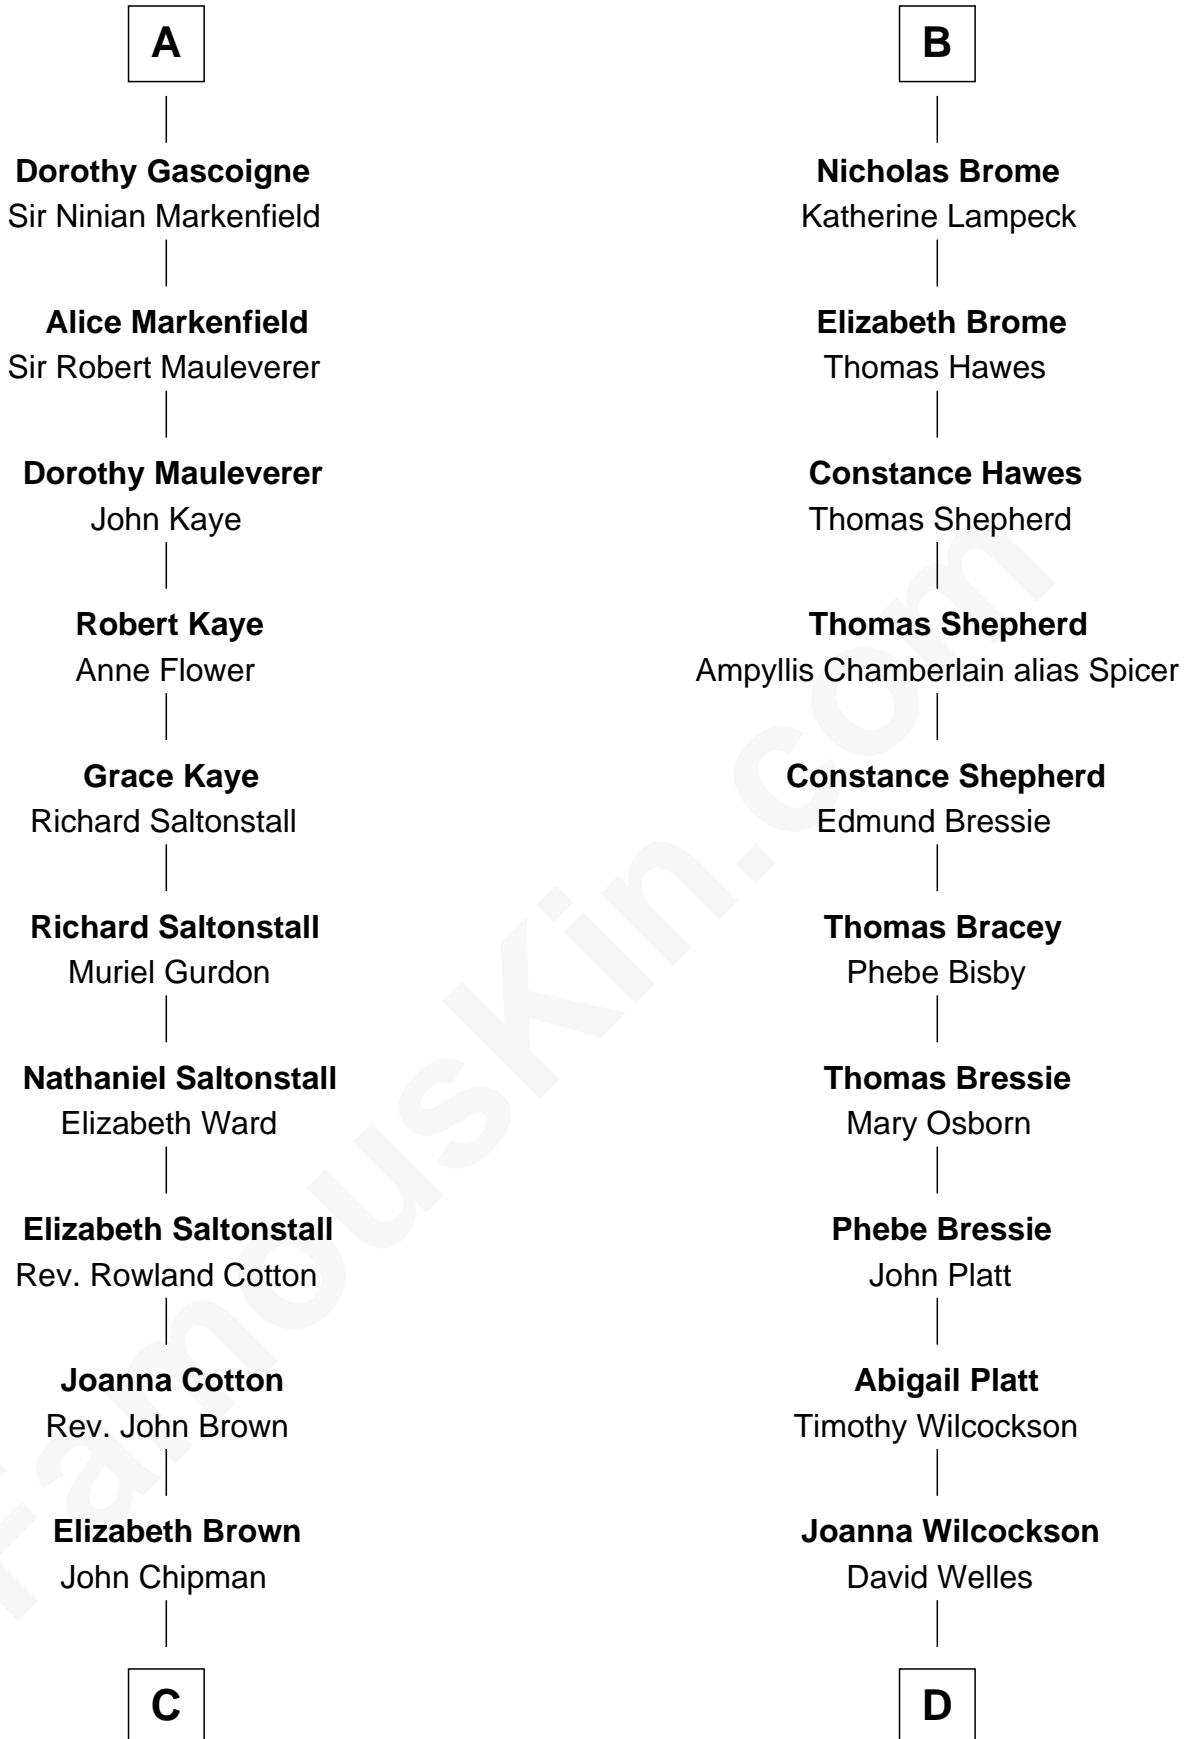 A
Dorothy Gascoigne
Sir Ninian Markenfield
Alice Markenfield
Sir Robert Mauleverer
Dorothy Mauleverer
John Kaye
Robert Kaye
Anne Flower
Grace Kaye
Richard Saltonstall
Richard Saltonstall
Muriel Gurdon
Nathaniel Saltonstall
Elizabeth Ward
Elizabeth Saltonstall
Rev. Rowland Cotton
Joanna Cotton
Rev. John Brown
Elizabeth Brown
John Chipman
C
B
Nicholas Brome
Katherine Lampeck
Elizabeth Brome
Thomas Hawes
Constance Hawes
Thomas Shepherd
Thomas Shepherd
Ampyllis Chamberlain alias Spicer
Constance Shepherd
Edmund Bressie
Thomas Bracey
Phebe Bisby
Thomas Bressie
Mary Osborn
Phebe Bressie
John Platt
Abigail Platt
Timothy Wilcockson
Joanna Wilcockson
David Welles
D
FamousKin.com